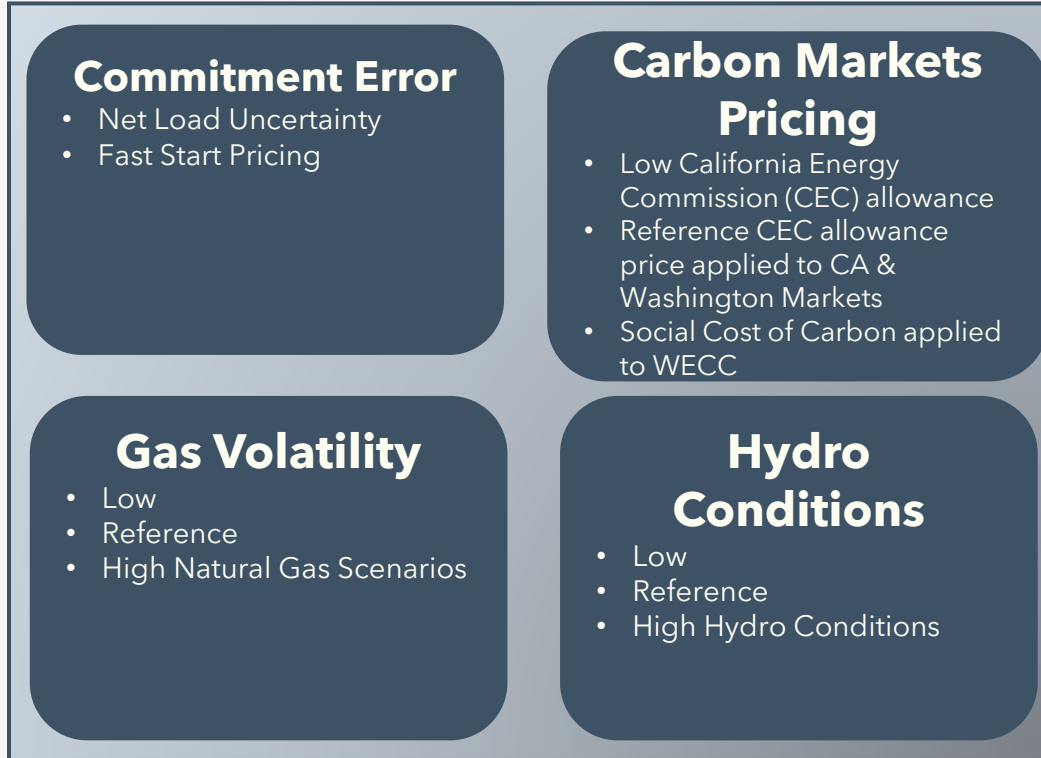 Commitment Error
• Net Load Uncertainty
• Fast Start Pricing
Carbon Markets
Pricing
• Low California Energy
Commission (CEC) allowance
• Reference CEC allowance
price applied to CA &
Washington Markets
• Social Cost of Carbon applied
to WECC
Gas Volatility
• Low
• Reference
• High Natural Gas Scenarios
Hydro
Conditions
• Low
• Reference
• High Hydro Conditions